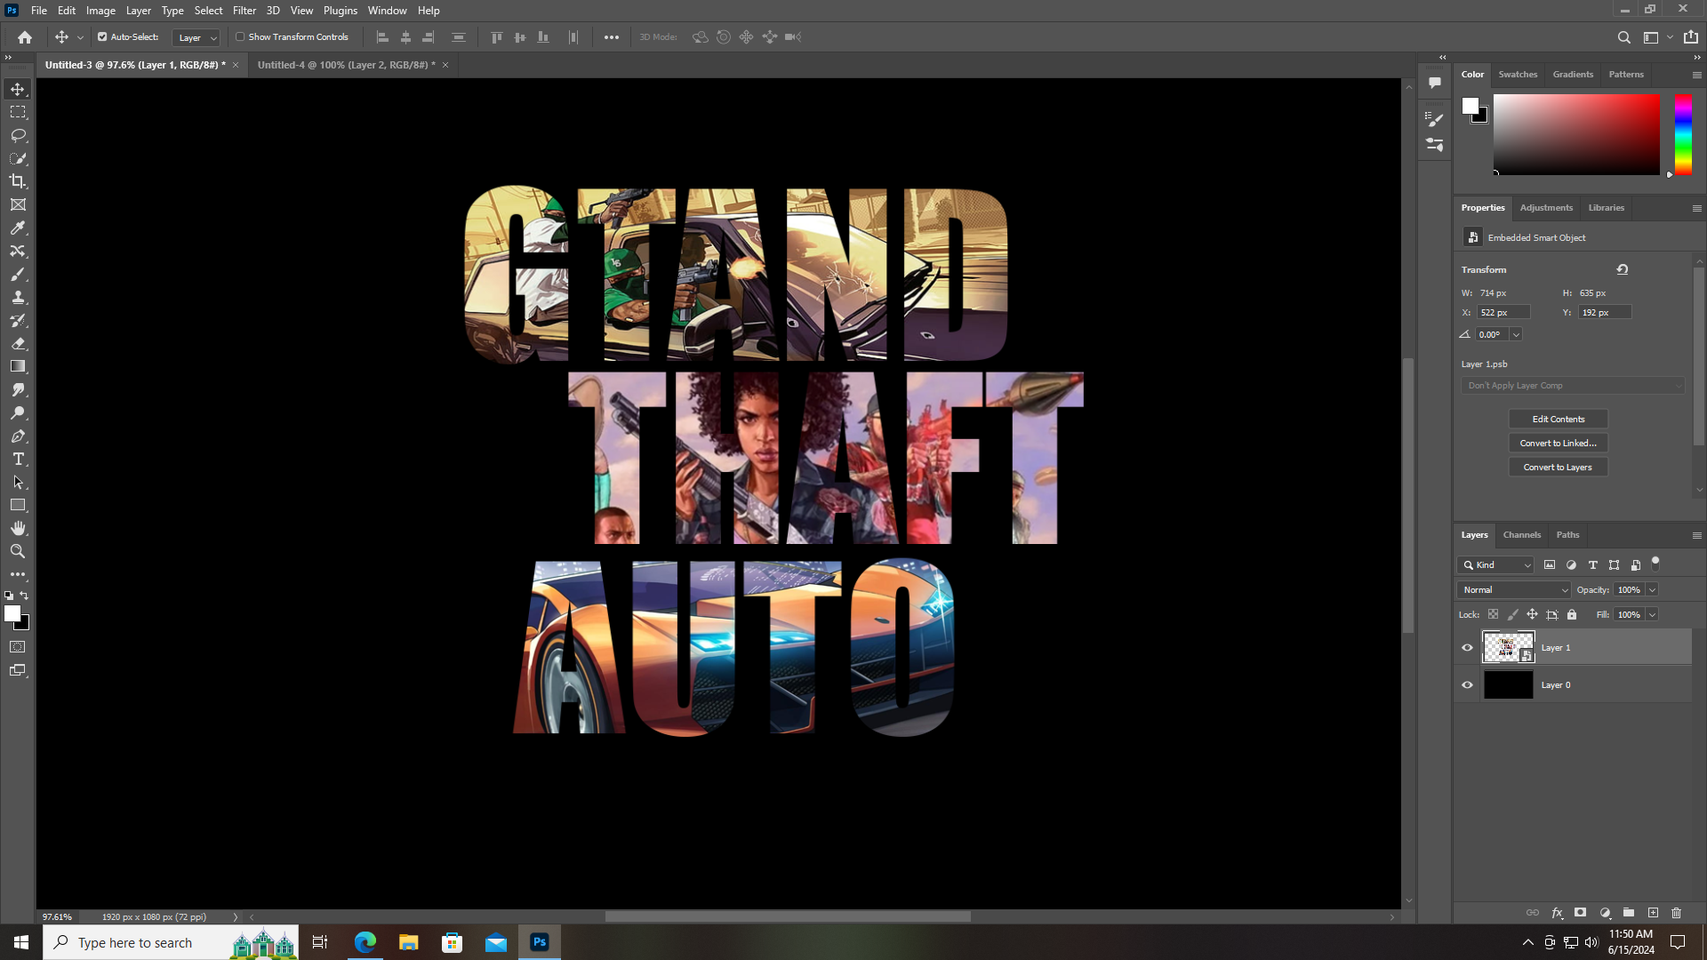 Ps File Edit Image Layer Type Select Filter 3D View Plugins Window Help
Auto-Select: Layer Show Transform Controls 3D Mode:
Untitled-3 @ 97.6% (Layer 1, RGB/8#) * × Untitled-4 @ 100% (Layer 2, RGB/8#) * ×
Color Swatches Gradients Patterns
GTAND
THAFT
AUTO
Properties Adjustments Libraries
Embedded Smart Object
Transform
W: 714 px H: 635 px
X: 522 px Y: 192 px
0.00°
Layer 1.psb
Don't Apply Layer Comp
Edit Contents
Convert to Linked...
Convert to Layers
Layers Channels Paths
Kind
Normal Opacity: 100%
Lock: Fill: 100%
Layer 1
Layer 0
97.61% 1920 px x 1080 px (72 ppi)
Type here to search Ps
11:50 AM
6/15/2024